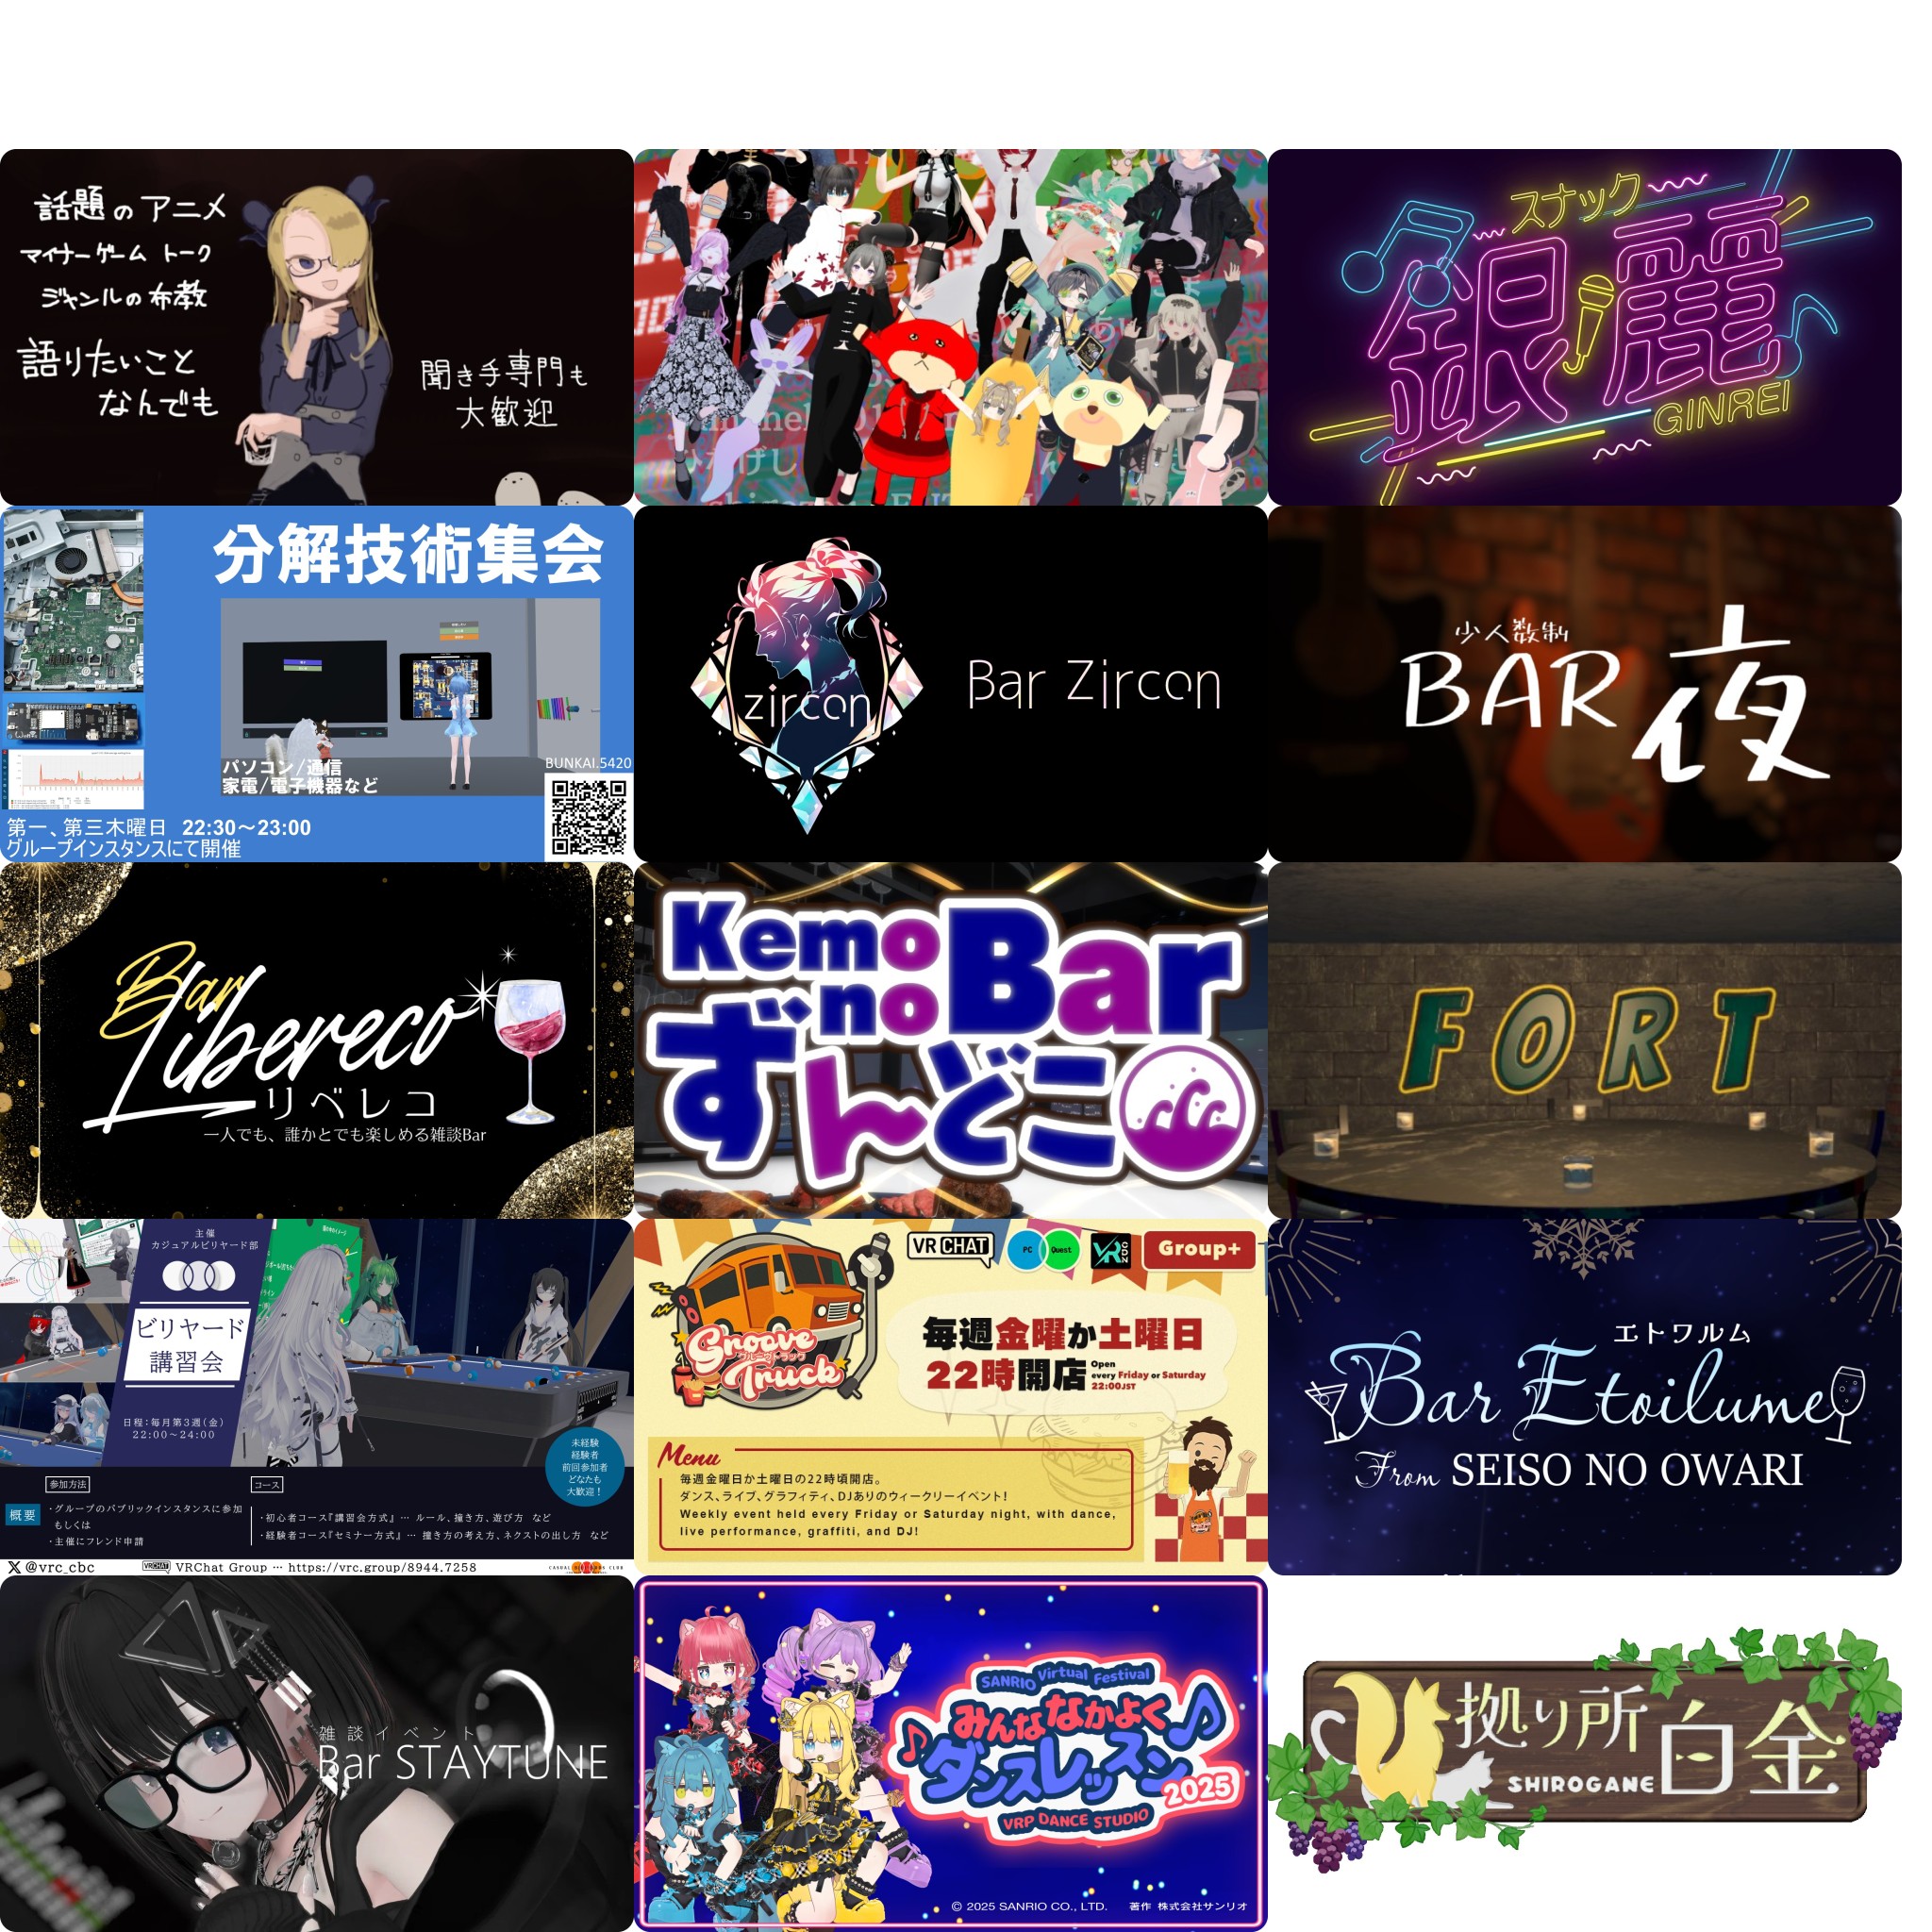 話題のアニメ
マイナーゲーム トーク
ジャンルの布教
語りたいこと
なんでも
聞き手専門も
大歓迎
スナック
銀麗
GINREI
分解技術集会
パソコン/通信
家電/電子機器など
BUNKAI.5420
第一、第三木曜日 22:30～23:00
グループインスタンスにて開催
zircon
Bar Zircon
少人数制
BAR 夜
Bar
Libereco
リベレコ
一人でも、誰かとでも楽しめる雑談Bar
Kemono Bar
ずんどこ
FORT
主催
カジュアルビリヤード部
ビリヤード
講習会
日程：毎月第3週（金）
22:00～24:00
未経験
経験者
前回参加者
どなたも
大歓迎！
概要
参加方法
・グループのパブリックインスタンスに参加
もしくは
・主催にフレンド申請
コース
・初心者コース『講習会方式』 … ルール、撞き方、遊び方 など
・経験者コース『セミナー方式』 … 撞き方の考え方、ネクストの出し方 など
X @vrc_cbc
VRCHAT VRChat Group … https://vrc.group/8944.7258
VRCHAT
PC Quest
VRCDN
Group+
Groove
グルーヴトラック
Truck
毎週金曜か土曜日
22時開店
Open
every Friday or Saturday
22:00JST
Menu
毎週金曜日か土曜日の22時頃開店。
ダンス、ライブ、グラフィティ、DJありのウィークリーイベント！
Weekly event held every Friday or Saturday night, with dance,
live performance, graffiti, and DJ!
エトワルム
Bar Etoilume
From SEISO NO OWARI
雑談イベント
Bar STAYTUNE
SANRIO Virtual Festival
みんななかよく
ダンスレッスン
2025
VRP DANCE STUDIO
© 2025 SANRIO CO., LTD. 著作 株式会社サンリオ
拠り所 白金
SHIROGANE